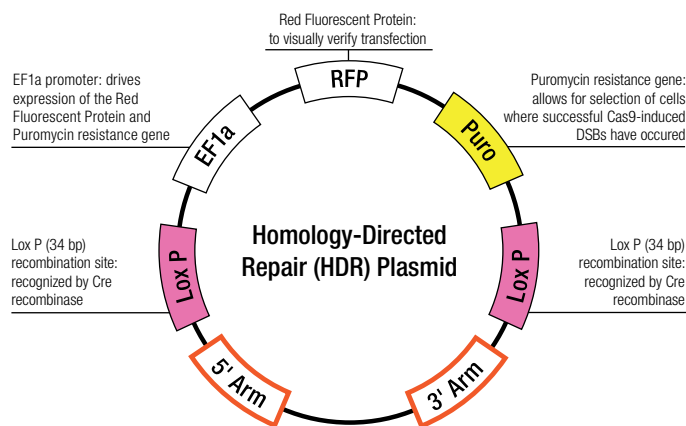 Red Fluorescent Protein:
to visually verify transfection
RFP
EF1a promoter: drives
expression of the Red
Fluorescent Protein and
Puromycin resistance gene
Puromycin resistance gene:
allows for selection of cells
where successful Cas9-induced
DSBs have occured
EF1a
Puro
Homology-Directed
Repair (HDR) Plasmid
Lox P (34 bp)
recombination site:
recognized by Cre
recombinase
Lox P
Lox P
Lox P (34 bp)
recombination site:
recognized by Cre
recombinase
5' Arm
3' Arm